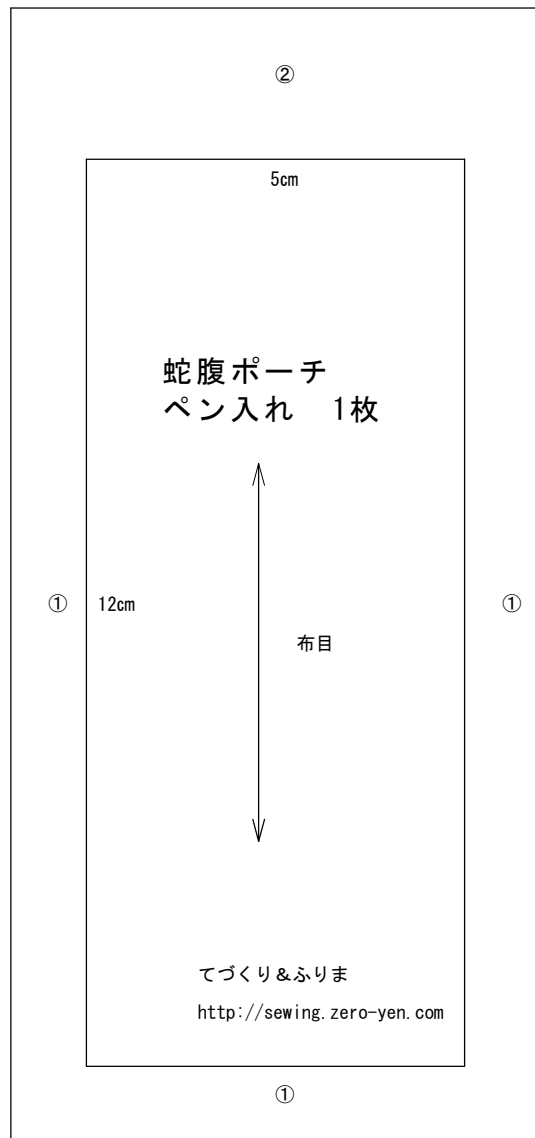 ②
5cm
蛇腹ポーチ
ペン入れ　1枚
① 12cm ①
布目
てづくり＆ふりま
http://sewing.zero-yen.com
①